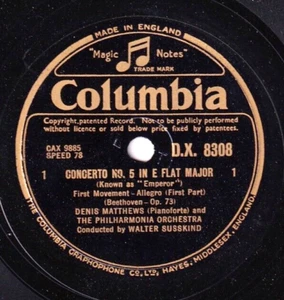 MADE IN ENGLAND
"Magic Notes"
TRADE MARK
Columbia
Copyright, patented Record. Not to be publicly performed
without licence or sold below price fixed by patentees.
CAX 9885
SPEED 78
D.X. 8308
1 CONCERTO NO. 5 IN E FLAT MAJOR 1
(Known as "Emperor")
First Movement - Allegro (First Part)
(Beethoven - Op. 73)
DENIS MATTHEWS (Pianoforte) and
THE PHILHARMONIA ORCHESTRA
Conducted by WALTER SUSSKIND
THE COLUMBIA GRAPHOPHONE CO., LTD., HAYES, MIDDLESEX, ENGLAND